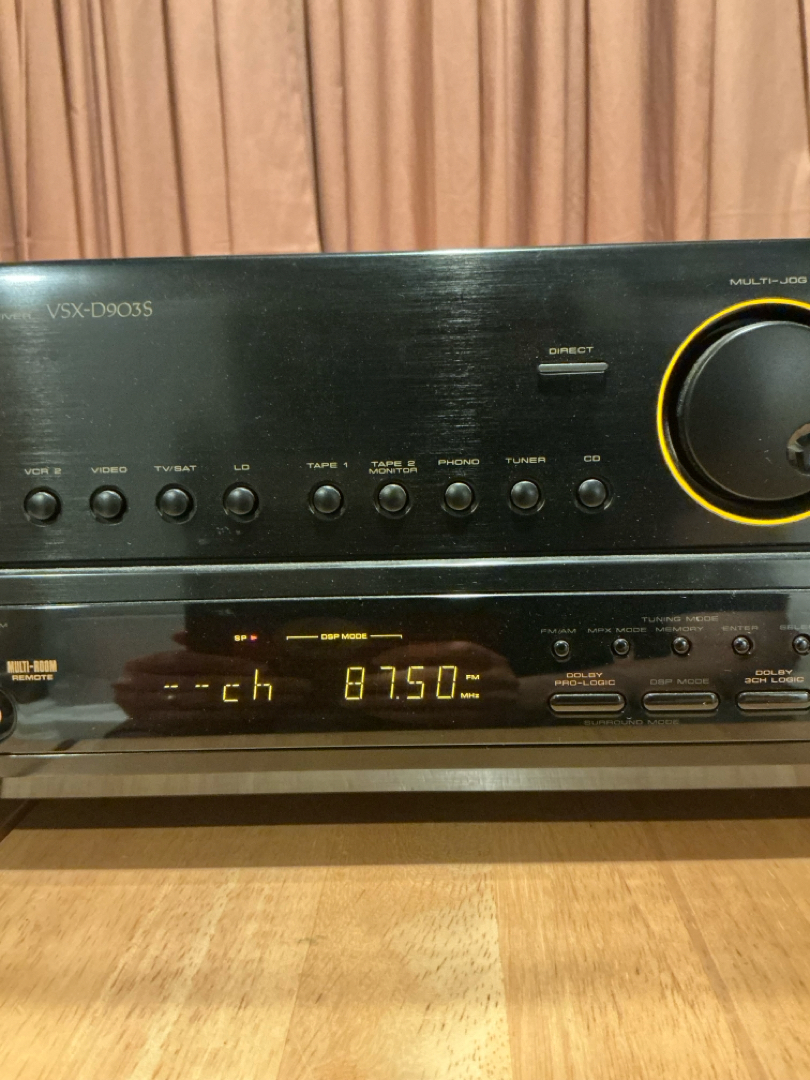 VSX-D903S
MULTI-JOG
DIRECT
VCR 2
VIDEO
TV/SAT
LD
TAPE 1
TAPE 2
MONITOR
PHONO
TUNER
CD
TUNING MODE
FM/AM
MPX MODE
MEMORY
ENTER
SP
DSP MODE
MULTI-ROOM
REMOTE
-- ch
87.50
FM
MHz
DOLBY
PRO-LOGIC
DSP MODE
DOLBY
3CH LOGIC
SURROUND MODE